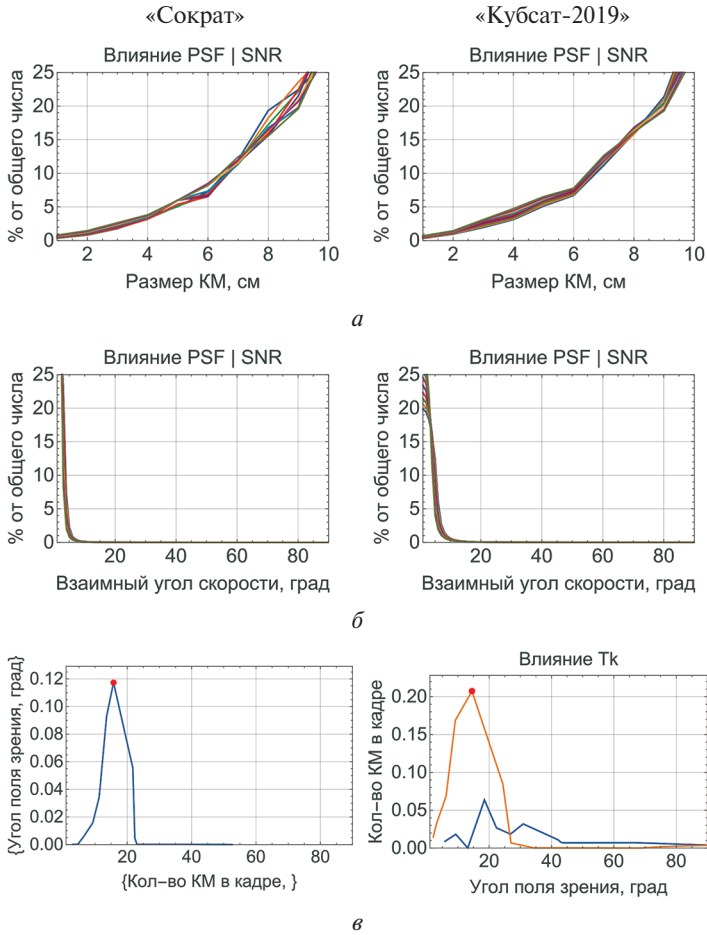 «Сократ» «Кубсат-2019»
Влияние PSF | SNR
25
20
15
10
5
0
2 4 6 8 10
% от общего числа
Размер КМ, см
Влияние PSF | SNR
25
20
15
10
5
0
2 4 6 8 10
% от общего числа
Размер КМ, см
а
Влияние PSF | SNR
25
20
15
10
5
0
20 40 60 80
% от общего числа
Взаимный угол скорости, град
Влияние PSF | SNR
25
20
15
10
5
0
20 40 60 80
% от общего числа
Взаимный угол скорости, град
б
0.12
0.10
0.08
0.06
0.04
0.02
0.00
20 40 60 80
{Угол поля зрения, град}
{Кол-во КМ в кадре, }
Влияние Tk
0.20
0.15
0.10
0.05
0.00
20 40 60 80
Кол-во КМ в кадре
Угол поля зрения, град
в